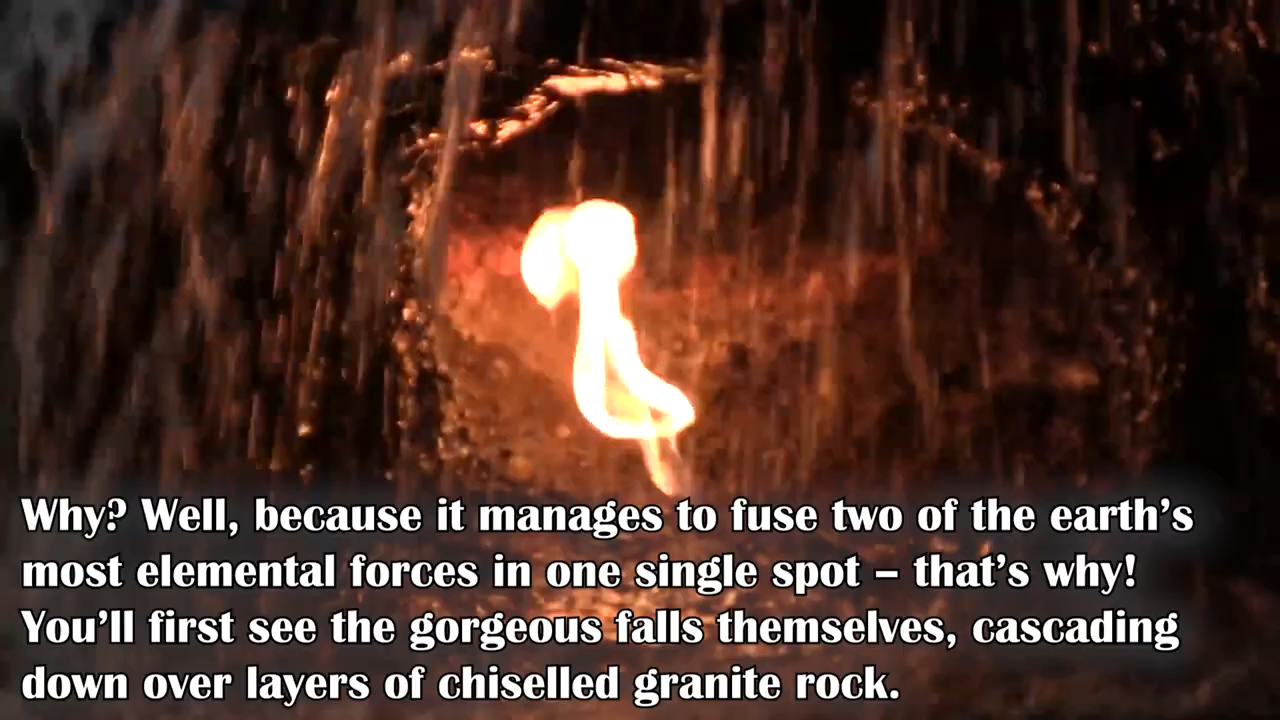 Why? Well, because it manages to fuse two of the earth’s
most elemental forces in one single spot – that’s why!
You’ll first see the gorgeous falls themselves, cascading
down over layers of chiselled granite rock.